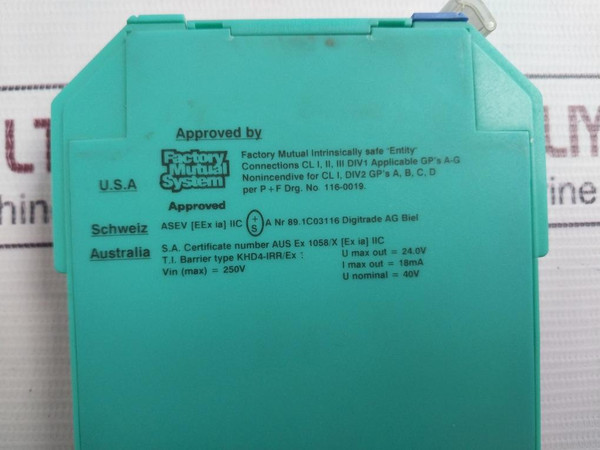 Approved by
U.S.A
Factory Mutual System
Approved
Factory Mutual Intrinsically safe "Entity"
Connections CL I, II, III DIV1 Applicable GP's A-G
Nonincendive for CL I, DIV2 GP's A, B, C, D
per P+F Drg. No. 116-0019.
Schweiz ASEV [EEx ia] IIC + S A Nr 89.1C03116 Digitrade AG Biel
Australia S.A. Certificate number AUS Ex 1058/X [Ex ia] IIC
T.I. Barrier type KHD4-IRR/Ex U max out = 24.0V
Vin (max) = 250V I max out = 18mA
U nominal = 40V